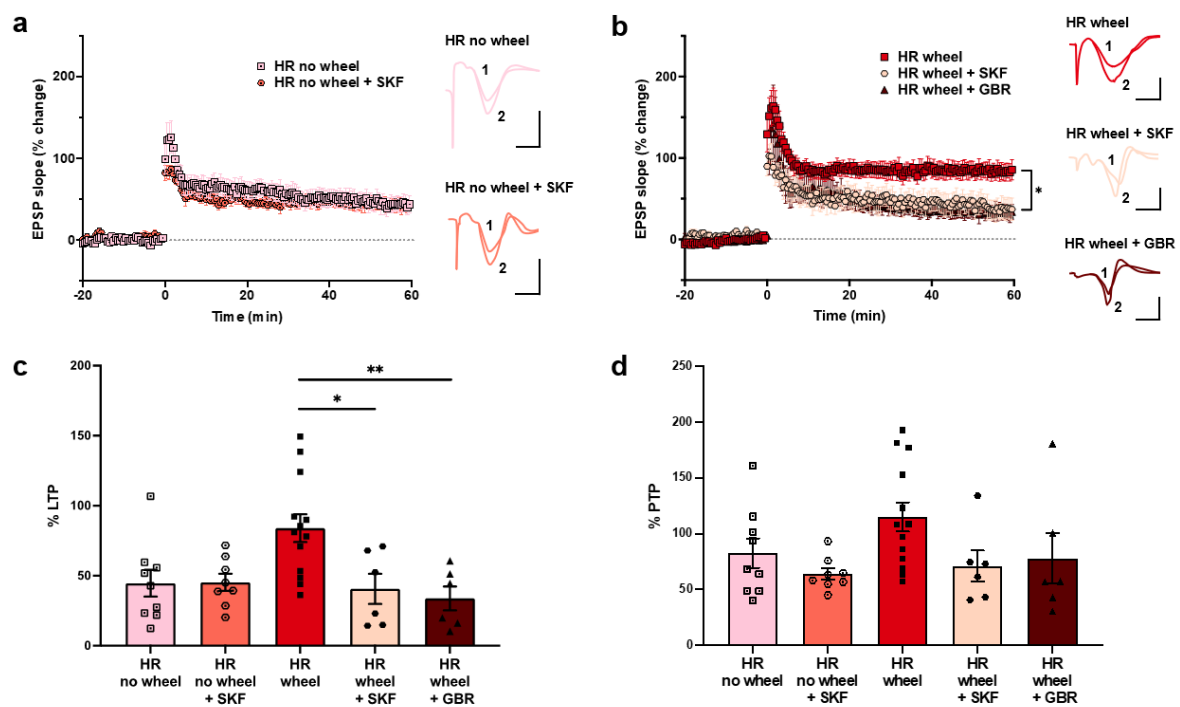 a
HR no wheel
HR no wheel + SKF
EPSP slope (% change)
200
100
0
-20
0
20
40
60
Time (min)
HR no wheel
1
2
HR no wheel + SKF
1
2
b
HR wheel
HR wheel + SKF
HR wheel + GBR
EPSP slope (% change)
200
100
0
-20
0
20
40
60
Time (min)
*
HR wheel
1
2
HR wheel + SKF
1
2
HR wheel + GBR
1
2
c
% LTP
200
150
100
50
0
**
*
HR
no wheel
HR
no wheel
+ SKF
HR
wheel
HR
wheel
+ SKF
HR
wheel
+ GBR
d
% PTP
250
200
150
100
50
0
HR
no wheel
HR
no wheel
+ SKF
HR
wheel
HR
wheel
+ SKF
HR
wheel
+ GBR